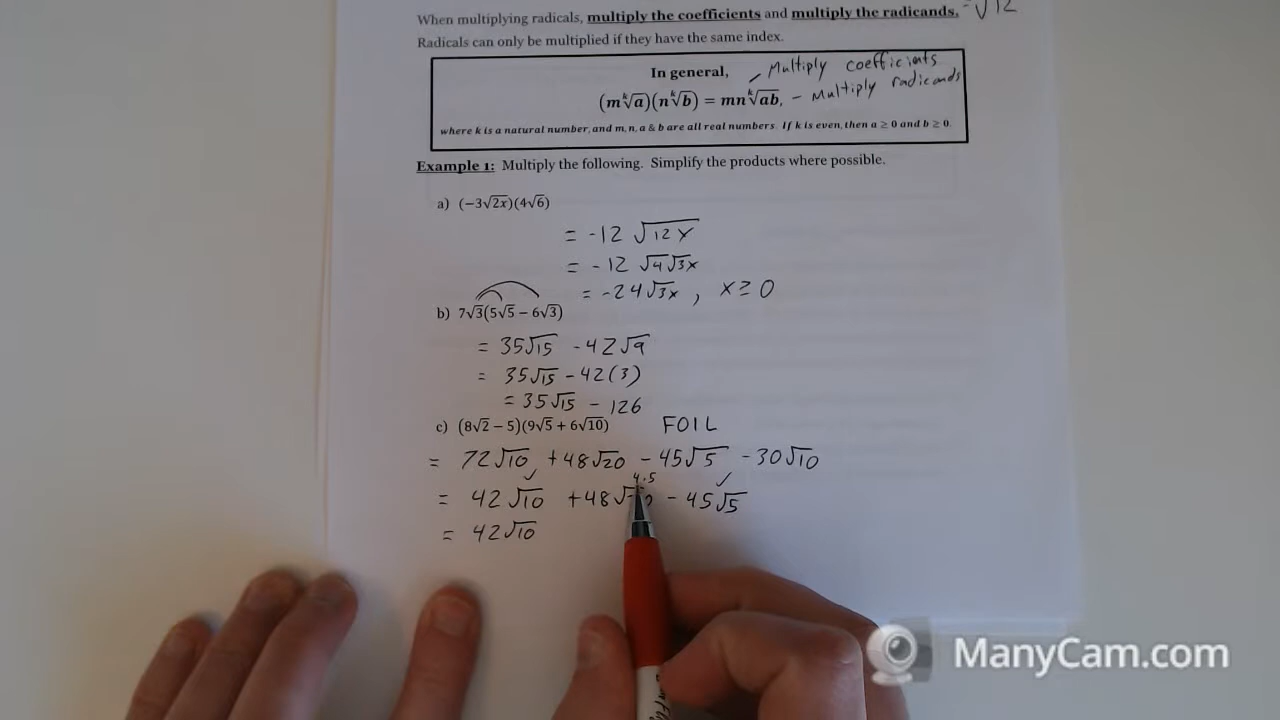 When multiplying radicals, multiply the coefficients and multiply the radicands. = √12
Radicals can only be multiplied if they have the same index.
In general, - Multiply coefficients
(m ᵏ√a)(n ᵏ√b) = mn ᵏ√ab, - Multiply radicands
where k is a natural number, and m, n, a & b are all real numbers. If k is even, then a ≥ 0 and b ≥ 0.
Example 1: Multiply the following. Simplify the products where possible.
a) (−3√2x)(4√6)
= -12 √12x
= -12 √4√3x
= -24√3x , x ≥ 0
b) 7√3(5√5 − 6√3)
= 35√15 - 42√9
= 35√15 - 42(3)
= 35√15 - 126
c) (8√2 − 5)(9√5 + 6√10) FOIL
= 72√10 + 48√20 - 45√5 - 30√10
4·5
= 42√10 + 48√ - 45√5
= 42√10
ManyCam.com